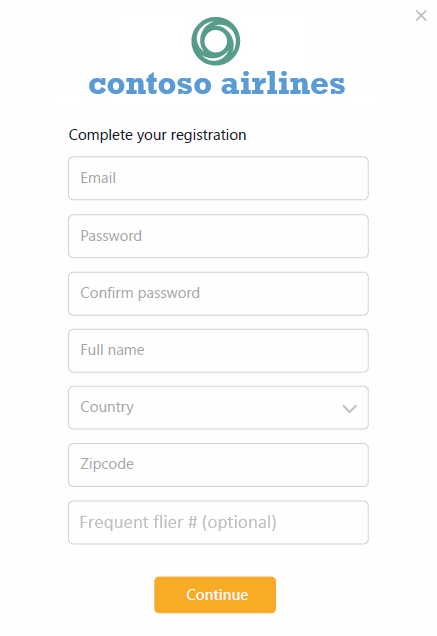 contoso airlines
Complete your registration
Email
Password
Confirm password
Full name
Country
Zipcode
Frequent flier # (optional)
Continue